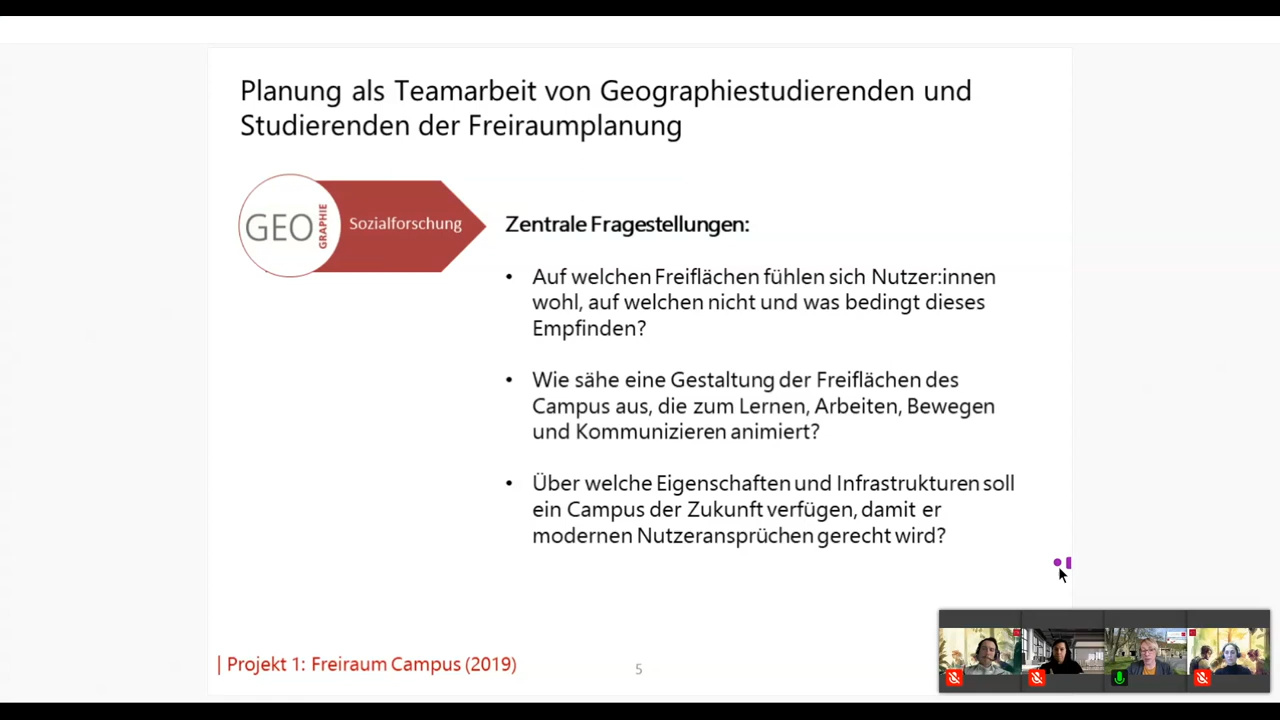 Planung als Teamarbeit von Geographiestudierenden und
Studierenden der Freiraumplanung
GEO
GRAPHIE
Sozialforschung
Zentrale Fragestellungen:
• Auf welchen Freiflächen fühlen sich Nutzer:innen
wohl, auf welchen nicht und was bedingt dieses
Empfinden?
• Wie sähe eine Gestaltung der Freiflächen des
Campus aus, die zum Lernen, Arbeiten, Bewegen
und Kommunizieren animiert?
• Über welche Eigenschaften und Infrastrukturen soll
ein Campus der Zukunft verfügen, damit er
modernen Nutzeransprüchen gerecht wird?
| Projekt 1: Freiraum Campus (2019)
5